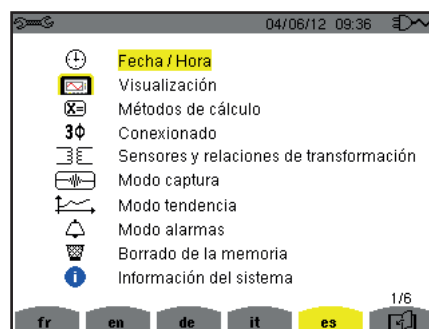 04/06/12 09:36
Fecha / Hora
Visualización
X= Métodos de cálculo
3Φ Conexionado
Sensores y relaciones de transformación
Modo captura
Modo tendencia
Modo alarmas
Borrado de la memoria
i Información del sistema
1/6
fr en de it es